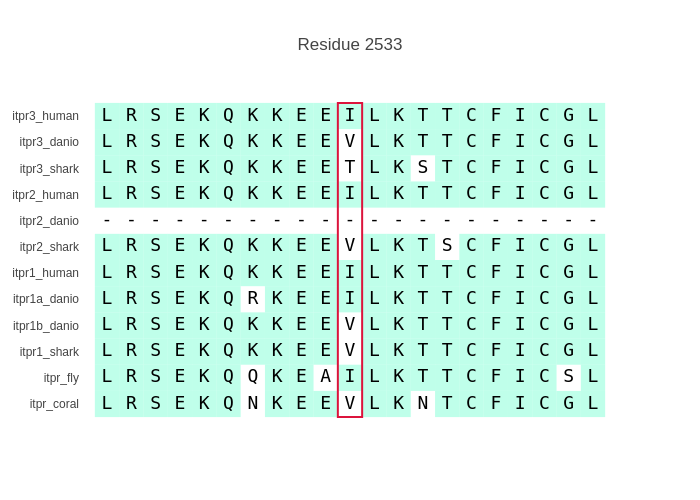 Residue 2533
itpr3_human L R S E K Q K K E E I L K T T C F I C G L
itpr3_danio L R S E K Q K K E E V L K T T C F I C G L
itpr3_shark L R S E K Q K K E E T L K S T C F I C G L
itpr2_human L R S E K Q K K E E I L K T T C F I C G L
itpr2_danio - - - - - - - - - - - - - - - - - - - - -
itpr2_shark L R S E K Q K K E E V L K T S C F I C G L
itpr1_human L R S E K Q K K E E I L K T T C F I C G L
itpr1a_danio L R S E K Q R K E E I L K T T C F I C G L
itpr1b_danio L R S E K Q K K E E V L K T T C F I C G L
itpr1_shark L R S E K Q K K E E V L K T T C F I C G L
itpr_fly L R S E K Q Q K E A I L K T T C F I C S L
itpr_coral L R S E K Q N K E E V L K N T C F I C G L